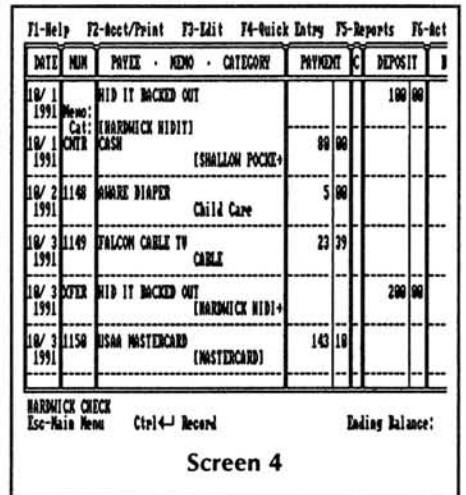 F1-Help F2-Acct/Print F3-Edit F4-Quick Entry F5-Reports F6-Act
DATE NUM PAYEE · MEMO · CATEGORY PAYMENT C DEPOSIT B
10/ 1 HID IT BACKED OUT 100 00
1991 Memo:
Cat: [HARDWICK HIDIT]
10/ 1 CNTR CASH 80 00
1991 [SHALLOW POCKE+
10/ 2 1148 AWARE DIAPER 5 00
1991 Child Care
10/ 3 1149 FALCON CABLE TV 23 39
1991 CABLE
10/ 3 XFER HID IT BACKED OUT 200 00
1991 [HARDWICK HIDI+
10/ 3 1150 USAA MASTERCARD 143 10
1991 [MASTERCARD]
HARDWICK CHECK
Esc-Main Menu Ctrl↵ Record Ending Balance:
Screen 4